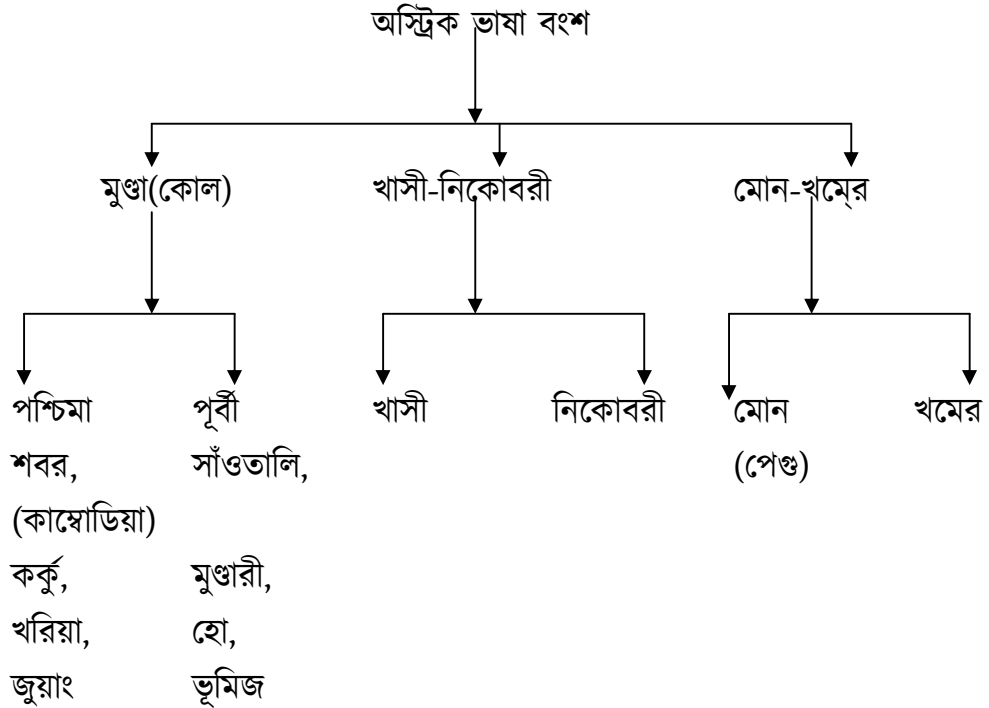 অস্ট্রিক ভাষা বংশ
মুণ্ডা(কোল) খাসী-নিকোবরী মোন-খমে্র
পশ্চিমা পূর্বী খাসী নিকোবরী মোন খমের
শবর, সাঁওতালি, (পেগু)
(কাম্বোডিয়া)
কর্কু, মুণ্ডারী,
খরিয়া, হো,
জুয়াং ভূমিজ